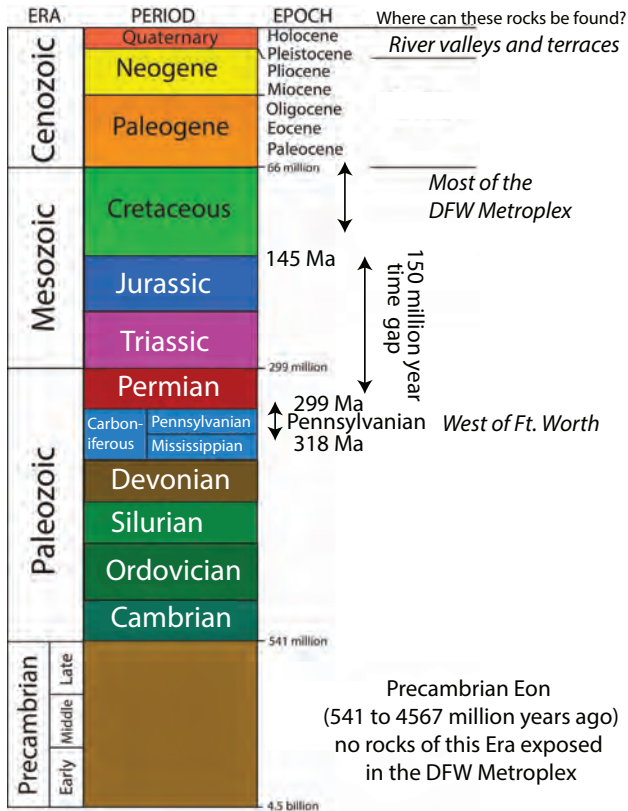 ERA PERIOD EPOCH Where can these rocks be found?
Cenozoic
Quaternary
Holocene
River valleys and terraces
Pleistocene
Neogene
Pliocene
Miocene
Paleogene
Oligocene
Eocene
Paleocene
66 million
Mesozoic
Cretaceous
Most of the
DFW Metroplex
145 Ma
Jurassic
150 million year
time gap
Triassic
299 million
Paleozoic
Permian
299 Ma
Carbon-
iferous
Pennsylvanian
Pennsylvanian
West of Ft. Worth
Mississippian
318 Ma
Devonian
Silurian
Ordovician
Cambrian
541 million
Precambrian
Late
Middle
Early
Precambrian Eon
(541 to 4567 million years ago)
no rocks of this Era exposed
in the DFW Metroplex
4.5 billion